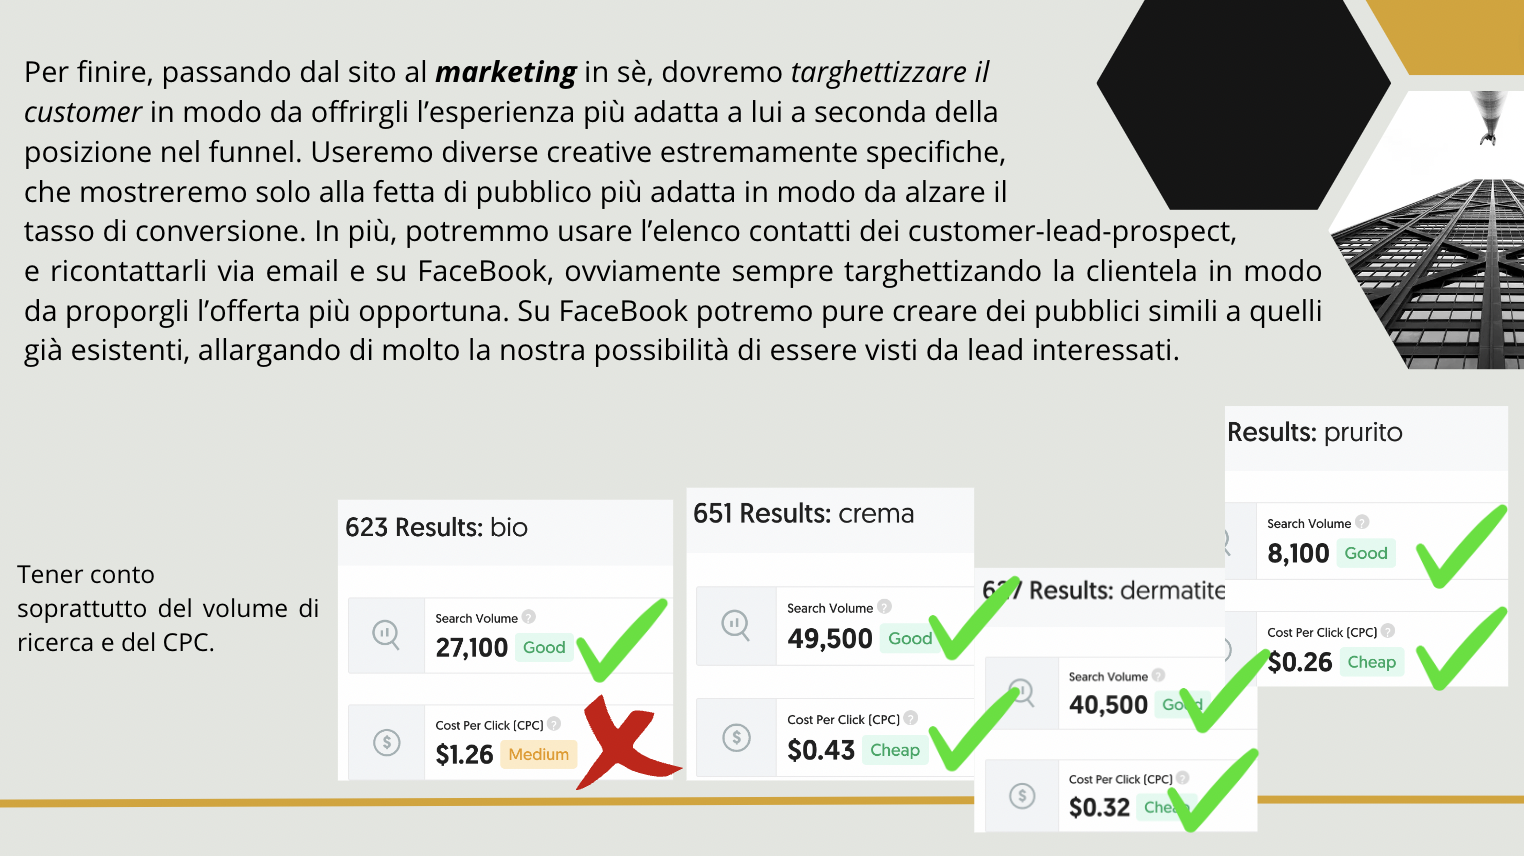 Per finire, passando dal sito al marketing in sè, dovremo targhettizzare il
customer in modo da offrirgli l’esperienza più adatta a lui a seconda della
posizione nel funnel. Useremo diverse creative estremamente specifiche,
che mostreremo solo alla fetta di pubblico più adatta in modo da alzare il
tasso di conversione. In più, potremmo usare l’elenco contatti dei customer-lead-prospect,
e ricontattarli via email e su FaceBook, ovviamente sempre targhettizando la clientela in modo
da proporgli l’offerta più opportuna. Su FaceBook potremo pure creare dei pubblici simili a quelli
già esistenti, allargando di molto la nostra possibilità di essere visti da lead interessati.
Tener conto
soprattutto del volume di
ricerca e del CPC.
623 Results: bio
Search Volume ?
27,100 Good
Cost Per Click (CPC) ?
$1.26 Medium
651 Results: crema
Search Volume ?
49,500 Good
Cost Per Click (CPC) ?
$0.43 Cheap
Results: dermatite
Search Volume ?
40,500 Good
Cost Per Click (CPC) ?
$0.32 Cheap
Results: prurito
Search Volume ?
8,100 Good
Cost Per Click (CPC) ?
$0.26 Cheap